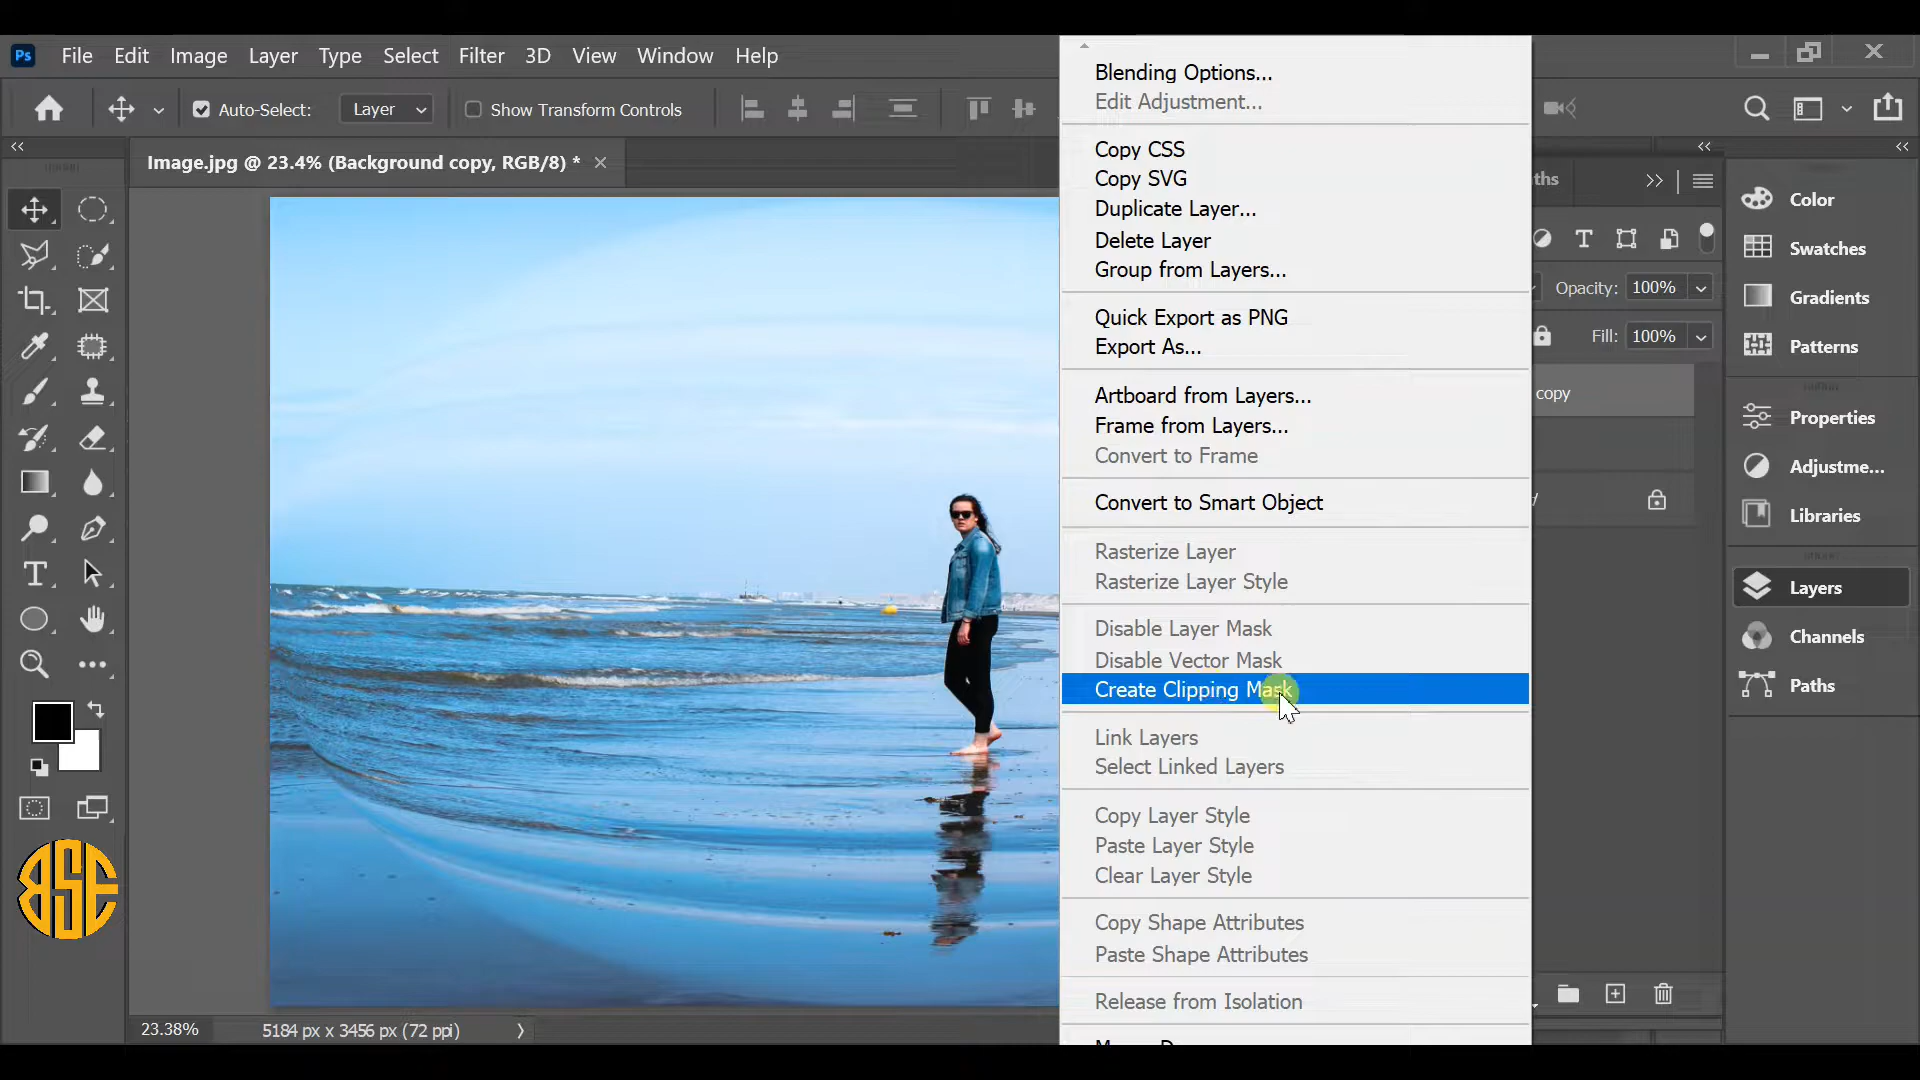 Ps File Edit Image Layer Type Select Filter 3D View Window Help
Auto-Select: Layer Show Transform Controls
Image.jpg @ 23.4% (Background copy, RGB/8) *
Blending Options...
Edit Adjustment...
Copy CSS
Copy SVG
Duplicate Layer...
Delete Layer
Group from Layers...
Quick Export as PNG
Export As...
Artboard from Layers...
Frame from Layers...
Convert to Frame
Convert to Smart Object
Rasterize Layer
Rasterize Layer Style
Disable Layer Mask
Disable Vector Mask
Create Clipping Mask
Link Layers
Select Linked Layers
Copy Layer Style
Paste Layer Style
Clear Layer Style
Copy Shape Attributes
Paste Shape Attributes
Release from Isolation
ths
Opacity: 100%
Fill: 100%
copy
Color
Swatches
Gradients
Patterns
Properties
Adjustme...
Libraries
Layers
Channels
Paths
BSE
23.38% 5184 px x 3456 px (72 ppi)